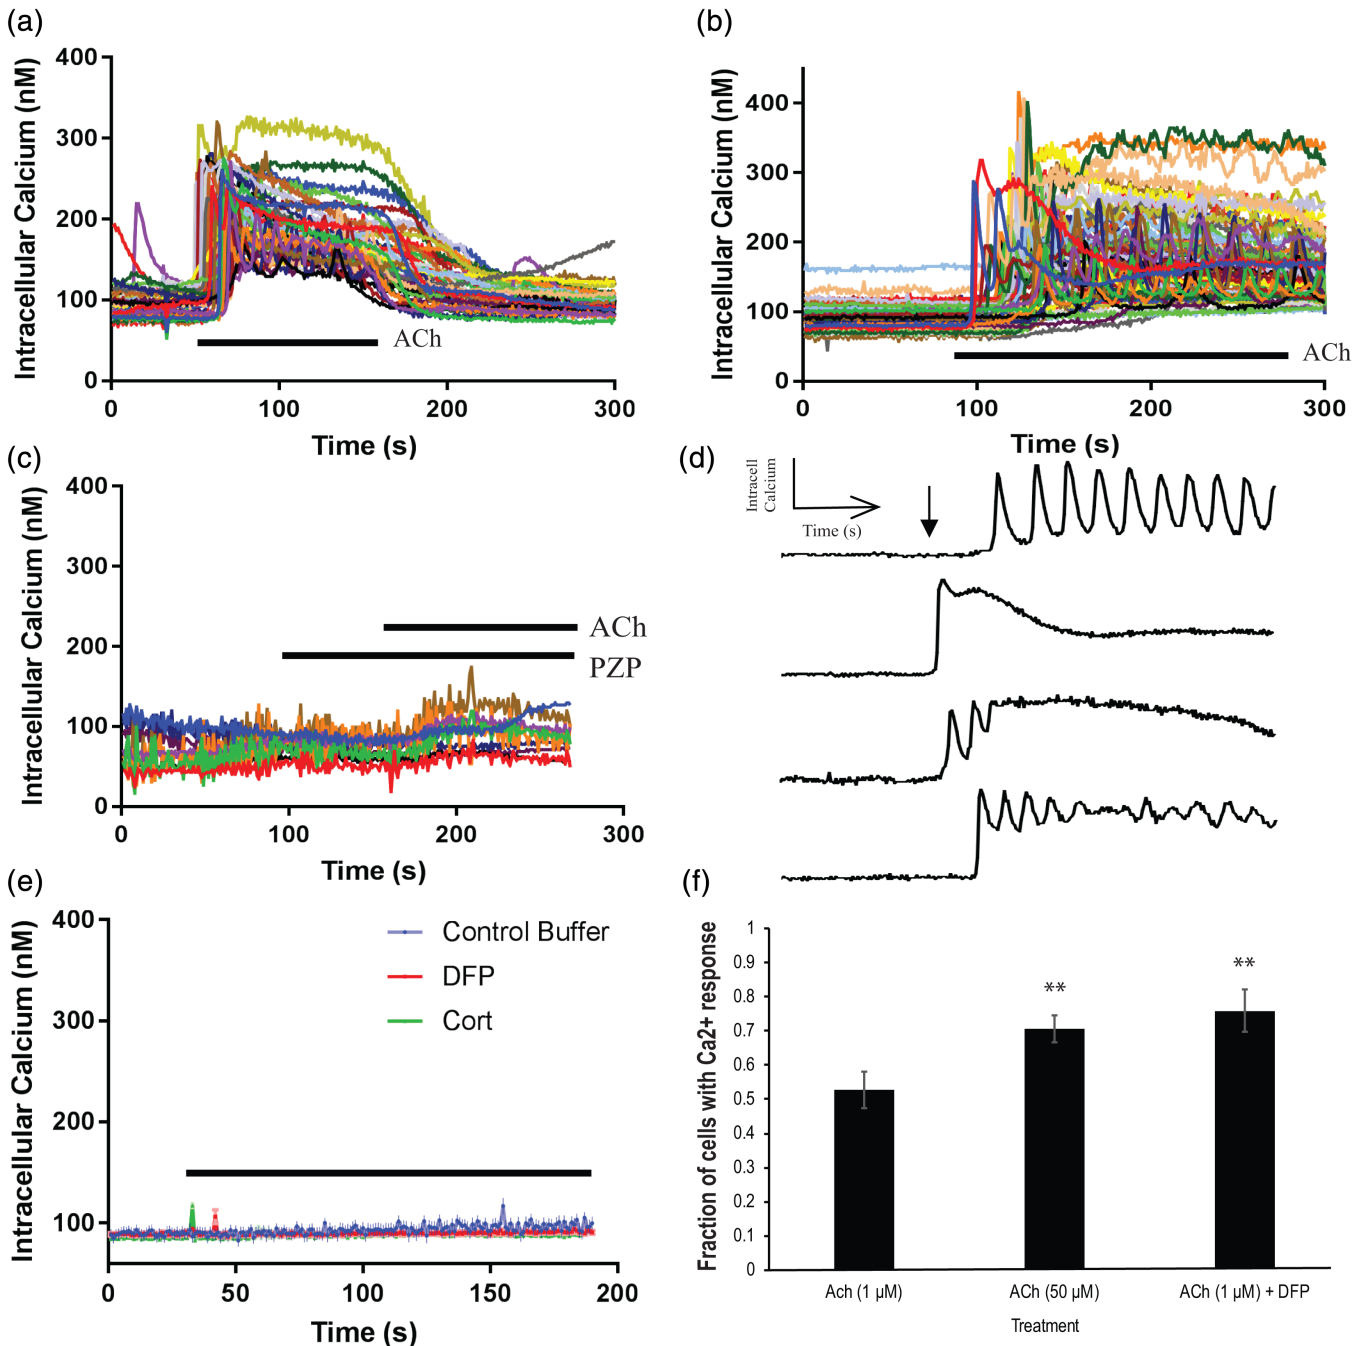 (a)
Intracellular Calcium (nM)
400
300
200
100
0
ACh
0
100
200
300
Time (s)
(b)
Intracellular Calcium (nM)
400
300
200
100
0
ACh
0
100
200
300
Time (s)
(c)
Intracellular Calcium (nM)
400
300
200
100
0
ACh
PZP
0
100
200
300
Time (s)
(d)
Intracell
Calcium
Time (s)
(e)
Intracellular Calcium (nM)
400
300
200
100
Control Buffer
DFP
Cort
0
50
100
150
200
Time (s)
(f)
Fraction of cells with Ca2+ response
1
0.9
0.8
0.7
0.6
0.5
0.4
0.3
0.2
0.1
0
**
**
Ach (1 µM)
ACh (50 µM)
ACh (1 µM) + DFP
Treatment